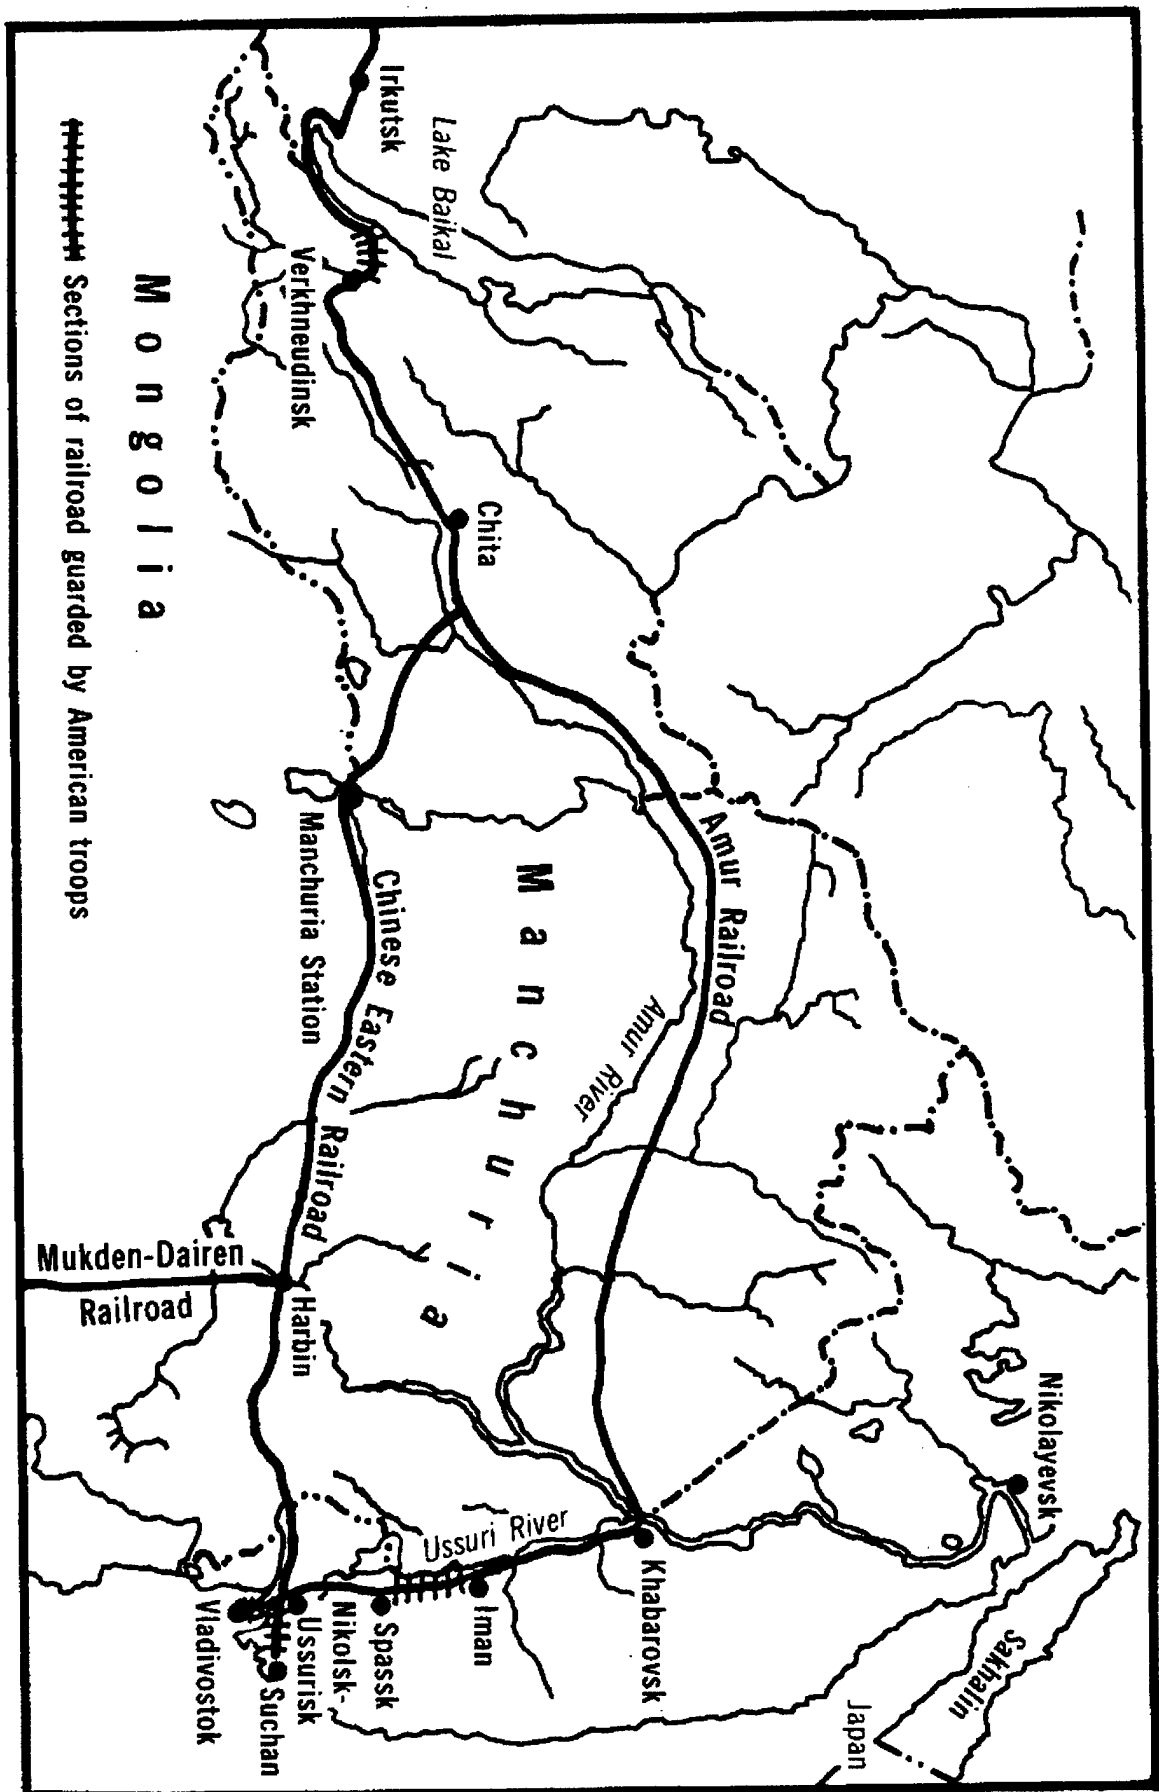 Irkutsk
Lake Baikal
Verkhneudinsk
Chita
Mongolia
Manchuria Station
Chinese Eastern Railroad
Manchuria
Amur Railroad
Amur River
Mukden-Dairen
Railroad
Harbin
Nikolayevsk
Sakhalin
Japan
Khabarovsk
Ussuri River
Iman
Spassk
Nikolsk-
Ussurisk
Suchan
Vladivostok
Sections of railroad guarded by American troops